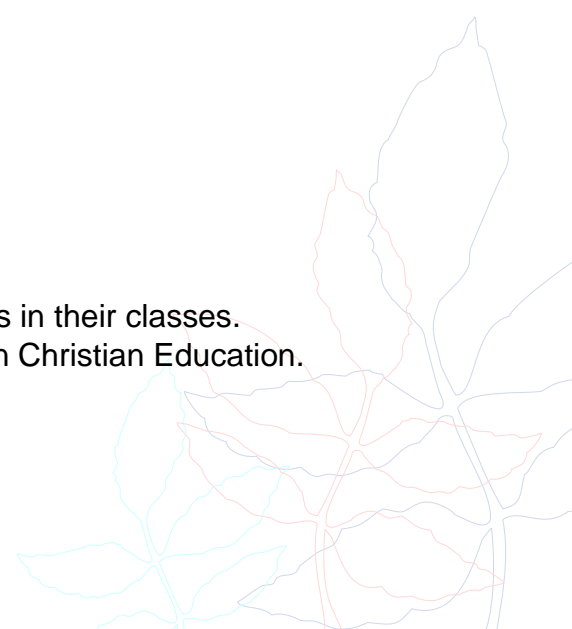 s in their classes.
n Christian Education.